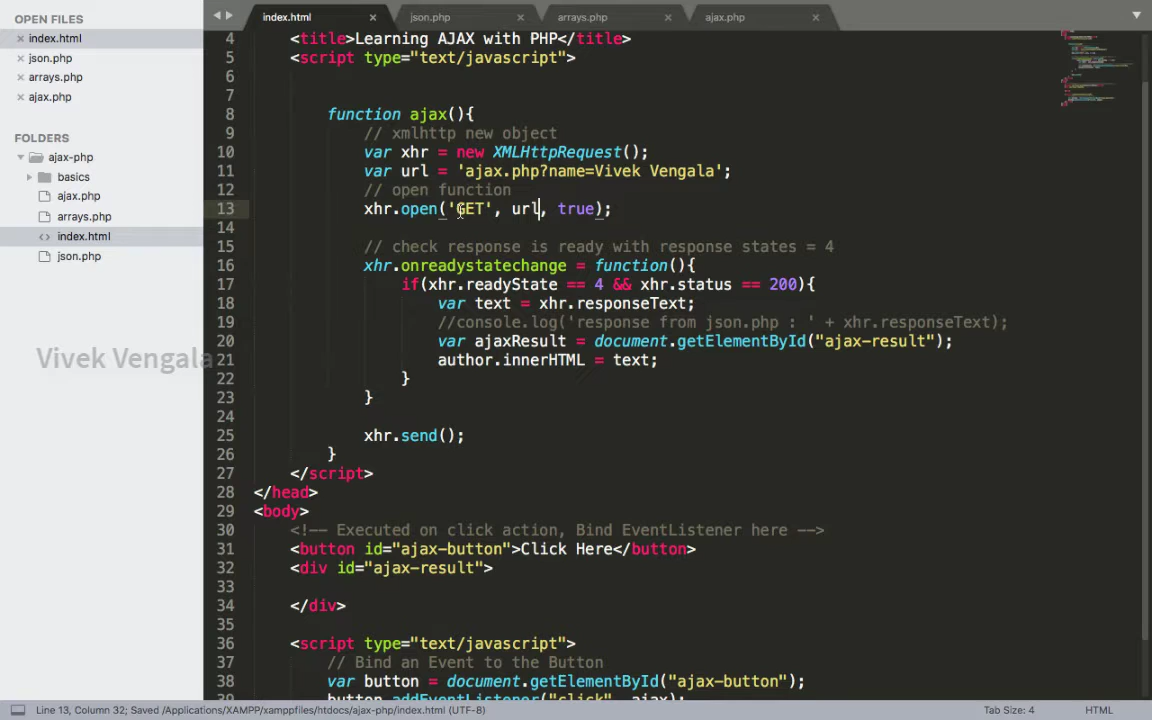 OPEN FILES
index.html
json.php
arrays.php
ajax.php
FOLDERS
ajax-php
basics
ajax.php
arrays.php
index.html
json.php
Vivek Vengala
index.html
json.php
arrays.php
ajax.php
4 <title>Learning AJAX with PHP</title>
5 <script type="text/javascript">
6
7
8 function ajax(){
9 // xmlhttp new object
10 var xhr = new XMLHttpRequest();
11 var url = 'ajax.php?name=Vivek Vengala';
12 // open function
13 xhr.open('GET', url, true);
14
15 // check response is ready with response states = 4
16 xhr.onreadystatechange = function(){
17 if(xhr.readyState == 4 && xhr.status == 200){
18 var text = xhr.responseText;
19 //console.log('response from json.php : ' + xhr.responseText);
20 var ajaxResult = document.getElementById("ajax-result");
21 author.innerHTML = text;
22 }
23 }
24
25 xhr.send();
26 }
27 </script>
28 </head>
29 <body>
30 <!-- Executed on click action, Bind EventListener here -->
31 <button id="ajax-button">Click Here</button>
32 <div id="ajax-result">
33
34 </div>
35
36 <script type="text/javascript">
37 // Bind an Event to the Button
38 var button = document.getElementById("ajax-button");
39 button.addEventListener("click", ajax);
Line 13, Column 32; Saved /Applications/XAMPP/xamppfiles/htdocs/ajax-php/index.html (UTF-8)
Tab Size: 4
HTML